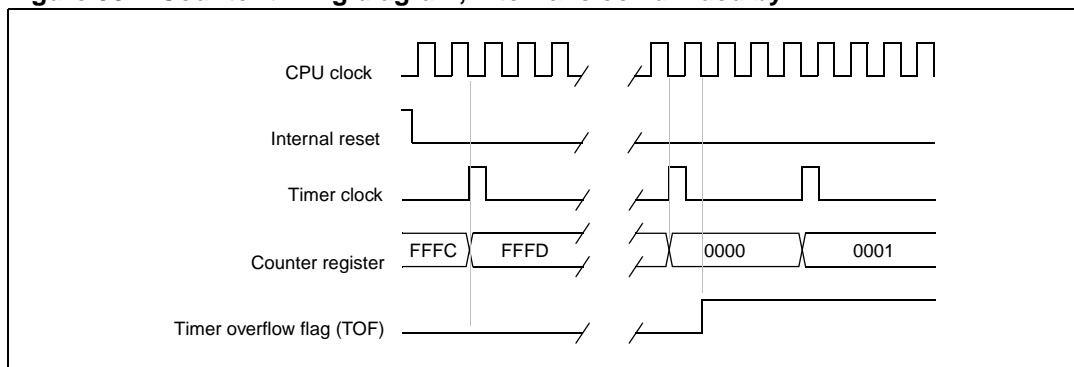 CPU clock
Internal reset
Timer clock
FFFC FFFD 0000 0001
Counter register
Timer overflow flag (TOF)